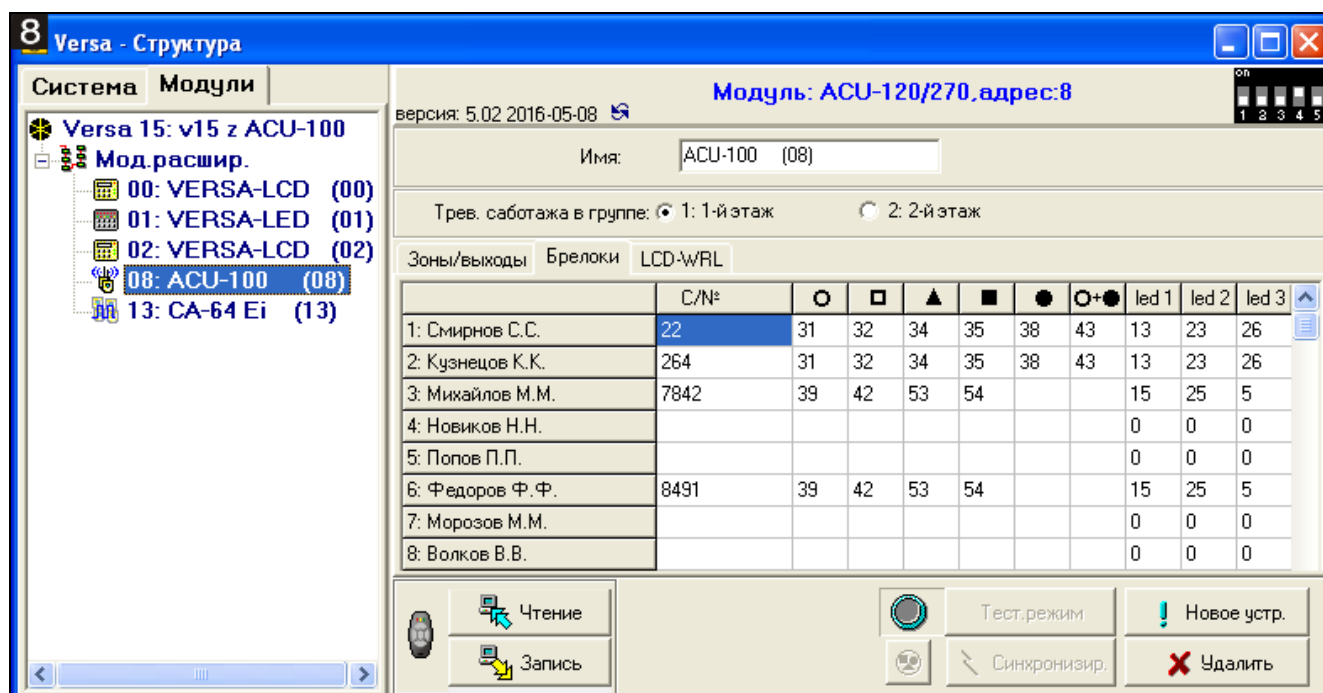 8
Versa - Структура
Система Модули
Versa 15: v15 z ACU-100
Мод.расшир.
00: VERSA-LCD (00)
01: VERSA-LED (01)
02: VERSA-LCD (02)
08: ACU-100 (08)
13: CA-64 Ei (13)
Модуль: ACU-120/270,адрес:8
on
1 2 3 4 5
версия: 5.02 2016-05-08
Имя: ACU-100 (08)
Трев. саботажа в группе: 1: 1-й этаж 2: 2-й этаж
Зоны/выходы Брелоки LCD-WRL
С/№ led 1 led 2 led 3
1: Смирнов С.С. 22 31 32 34 35 38 43 13 23 26
2: Кузнецов К.К. 264 31 32 34 35 38 43 13 23 26
3: Михайлов М.М. 7842 39 42 53 54 15 25 5
4: Новиков Н.Н. 0 0 0
5: Попов П.П. 0 0 0
6: Федоров Ф.Ф. 8491 39 42 53 54 15 25 5
7: Морозов М.М. 0 0 0
8: Волков В.В. 0 0 0
Чтение Тест.режим Новое устр.
Запись Синхронизир. Удалить